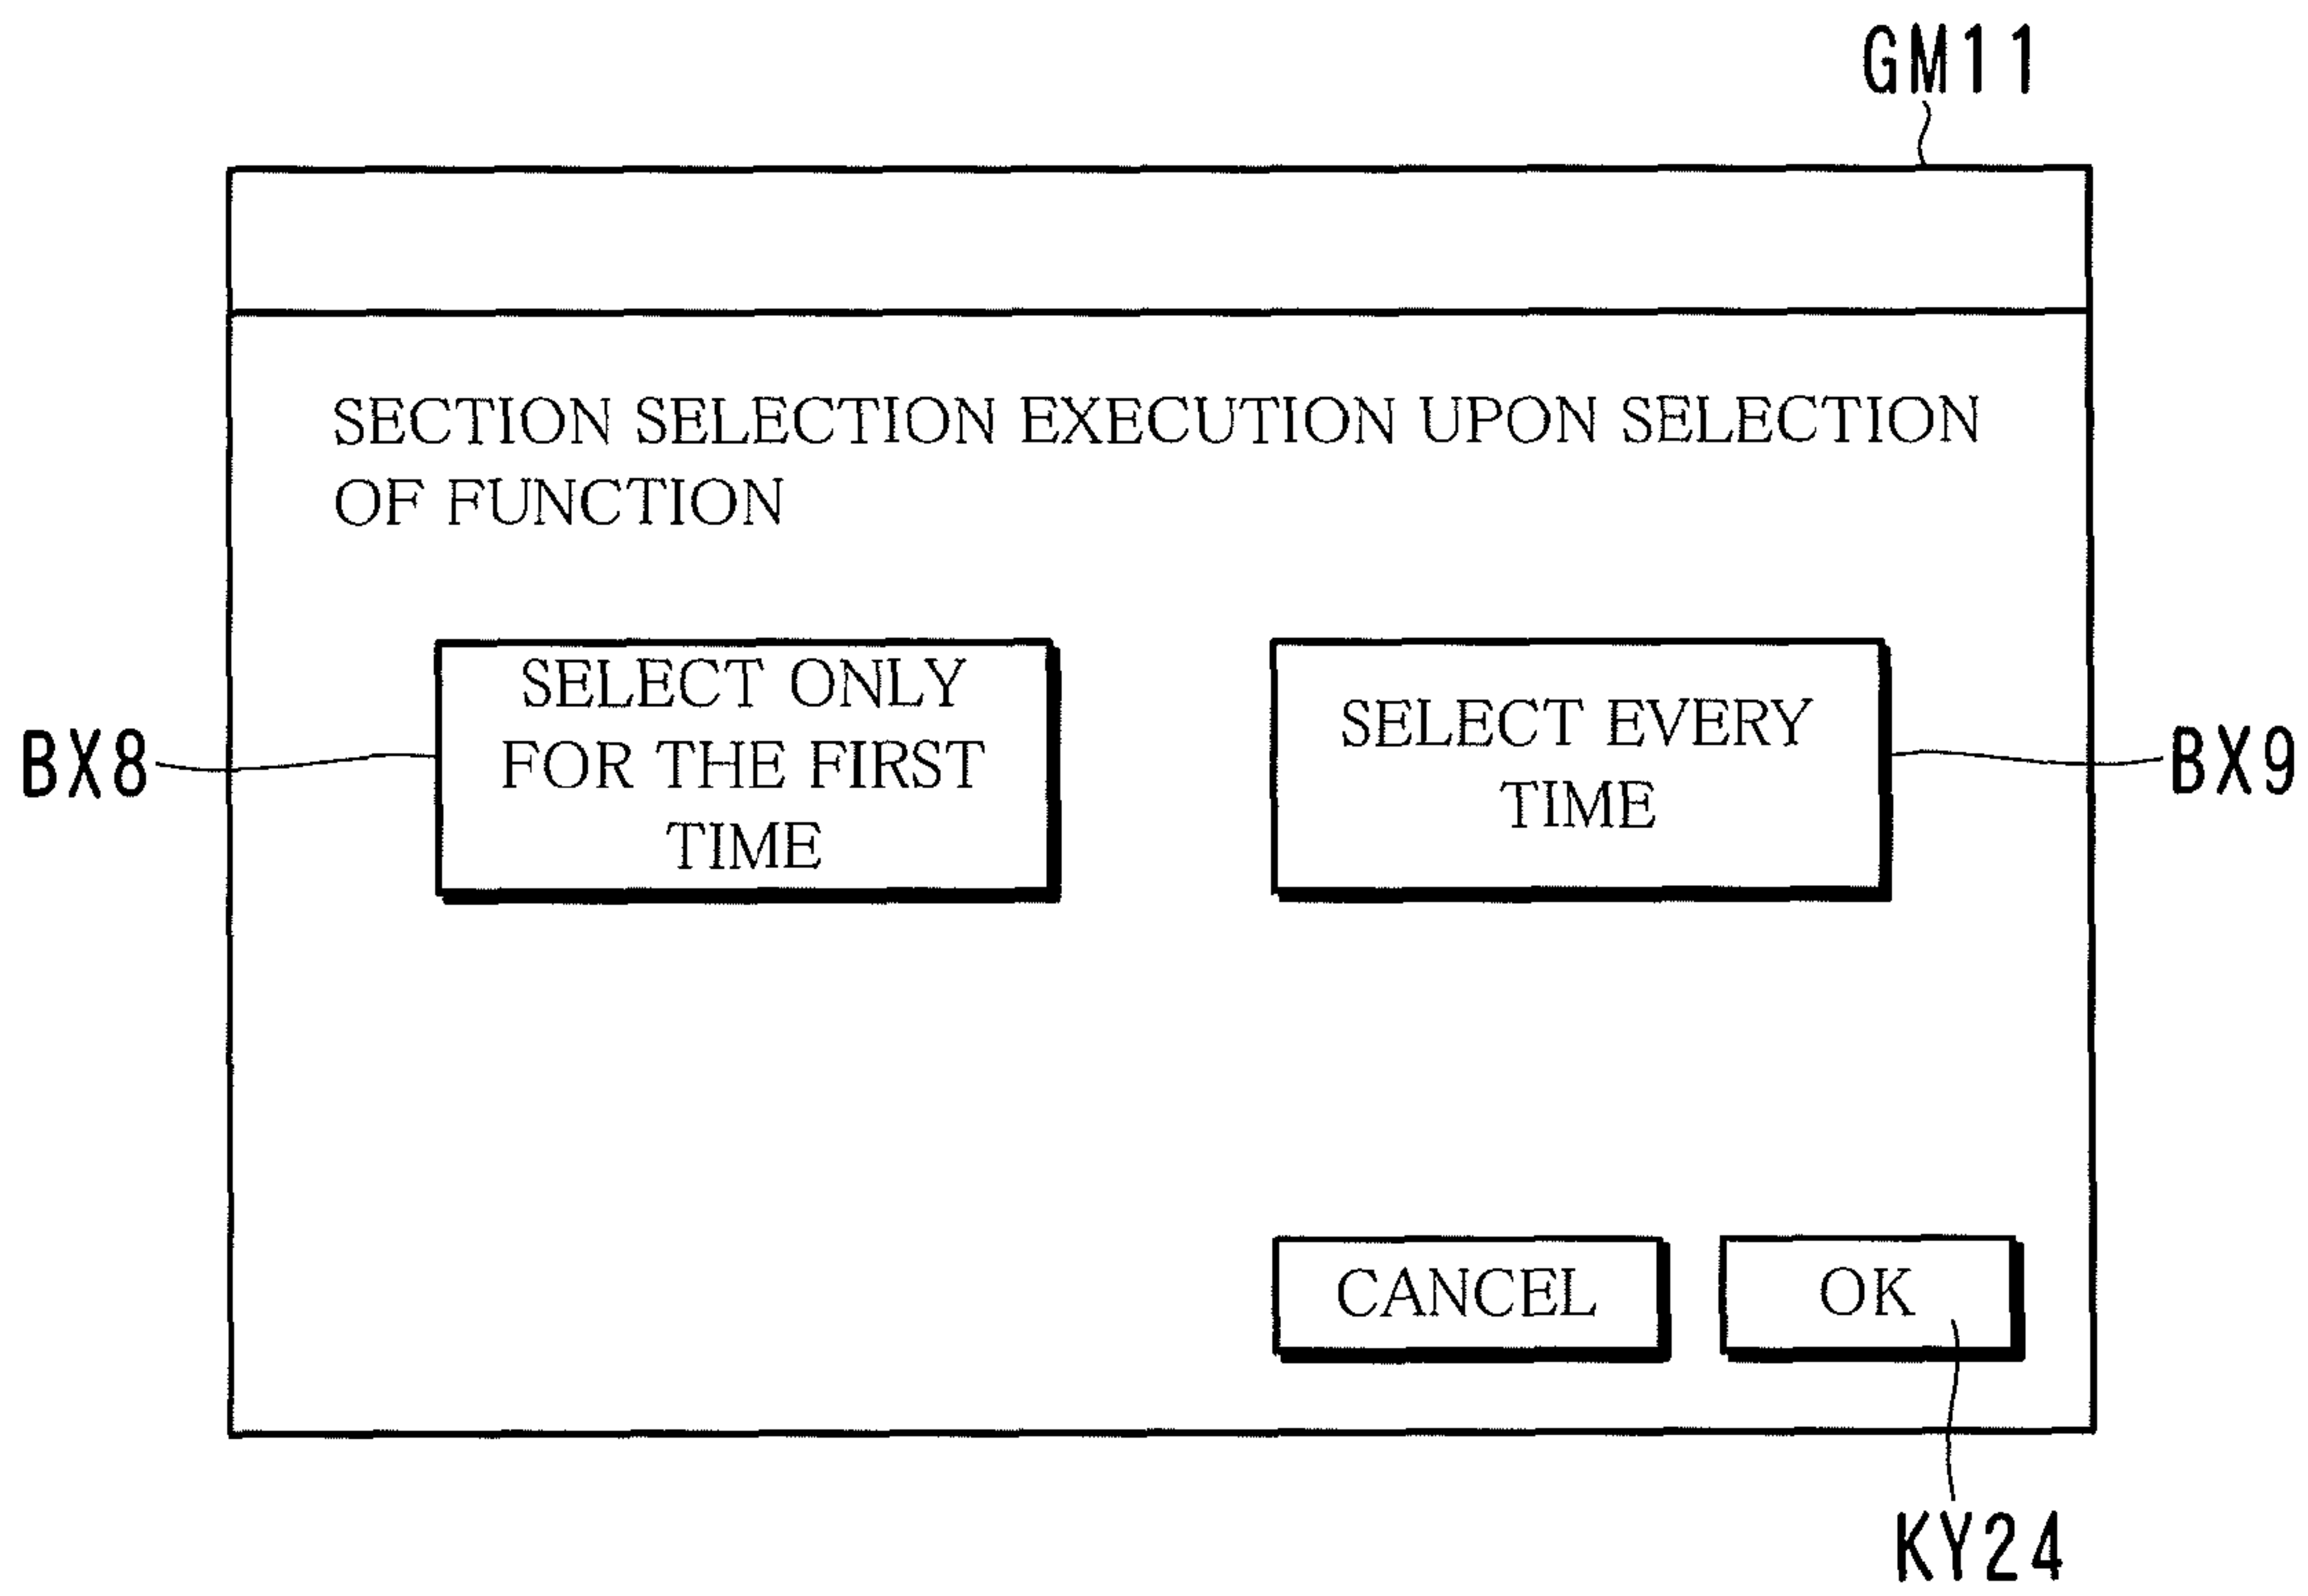 GM11
SECTION SELECTION EXECUTION UPON SELECTION
OF FUNCTION
SELECT ONLY
FOR THE FIRST
TIME
SELECT EVERY
TIME
BX8
BX9
CANCEL
OK
KY24